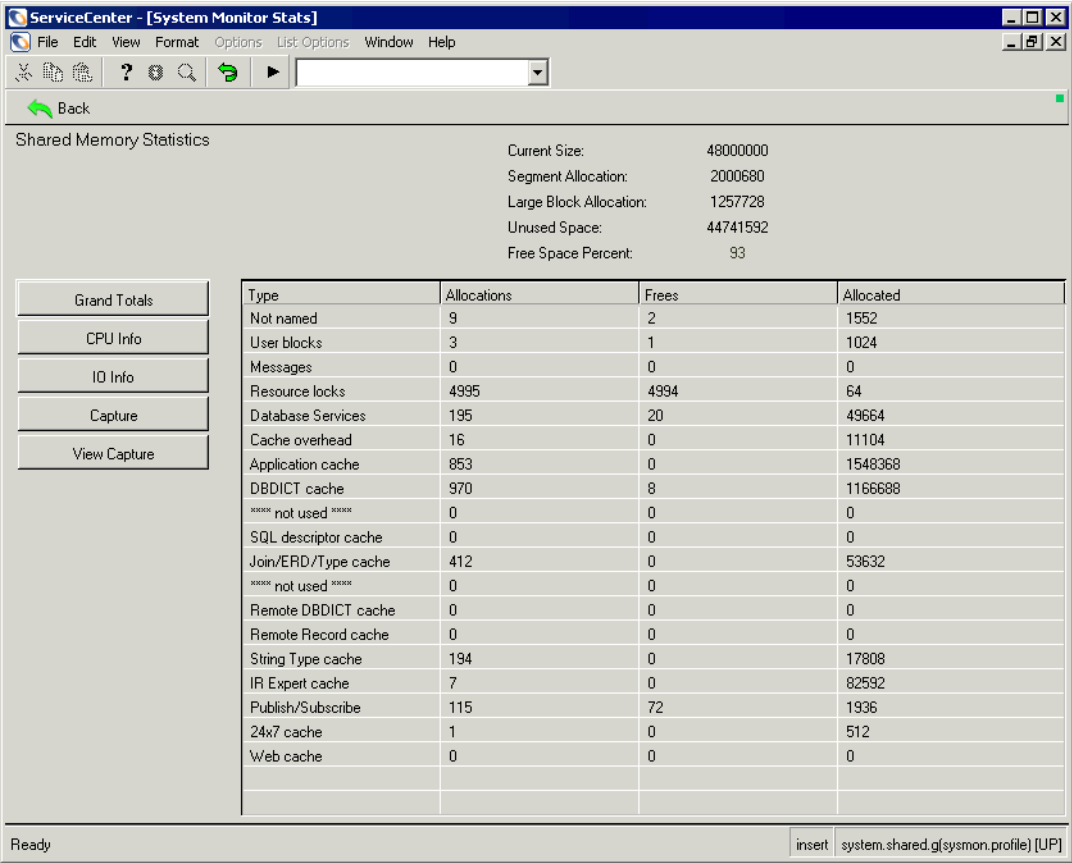 ServiceCenter - [System Monitor Stats]
File Edit View Format Options List Options Window Help
Back
Shared Memory Statistics
Current Size: 48000000
Segment Allocation: 2000680
Large Block Allocation: 1257728
Unused Space: 44741592
Free Space Percent: 93
Grand Totals
CPU Info
IO Info
Capture
View Capture
Type Allocations Frees Allocated
Not named 9 2 1552
User blocks 3 1 1024
Messages 0 0 0
Resource locks 4995 4994 64
Database Services 195 20 49664
Cache overhead 16 0 11104
Application cache 853 0 1548368
DBDICT cache 970 8 1166688
**** not used **** 0 0 0
SQL descriptor cache 0 0 0
Join/ERD/Type cache 412 0 53632
**** not used **** 0 0 0
Remote DBDICT cache 0 0 0
Remote Record cache 0 0 0
String Type cache 194 0 17808
IR Expert cache 7 0 82592
Publish/Subscribe 115 72 1936
24x7 cache 1 0 512
Web cache 0 0 0
Ready insert system.shared.g(sysmon.profile) [UP]